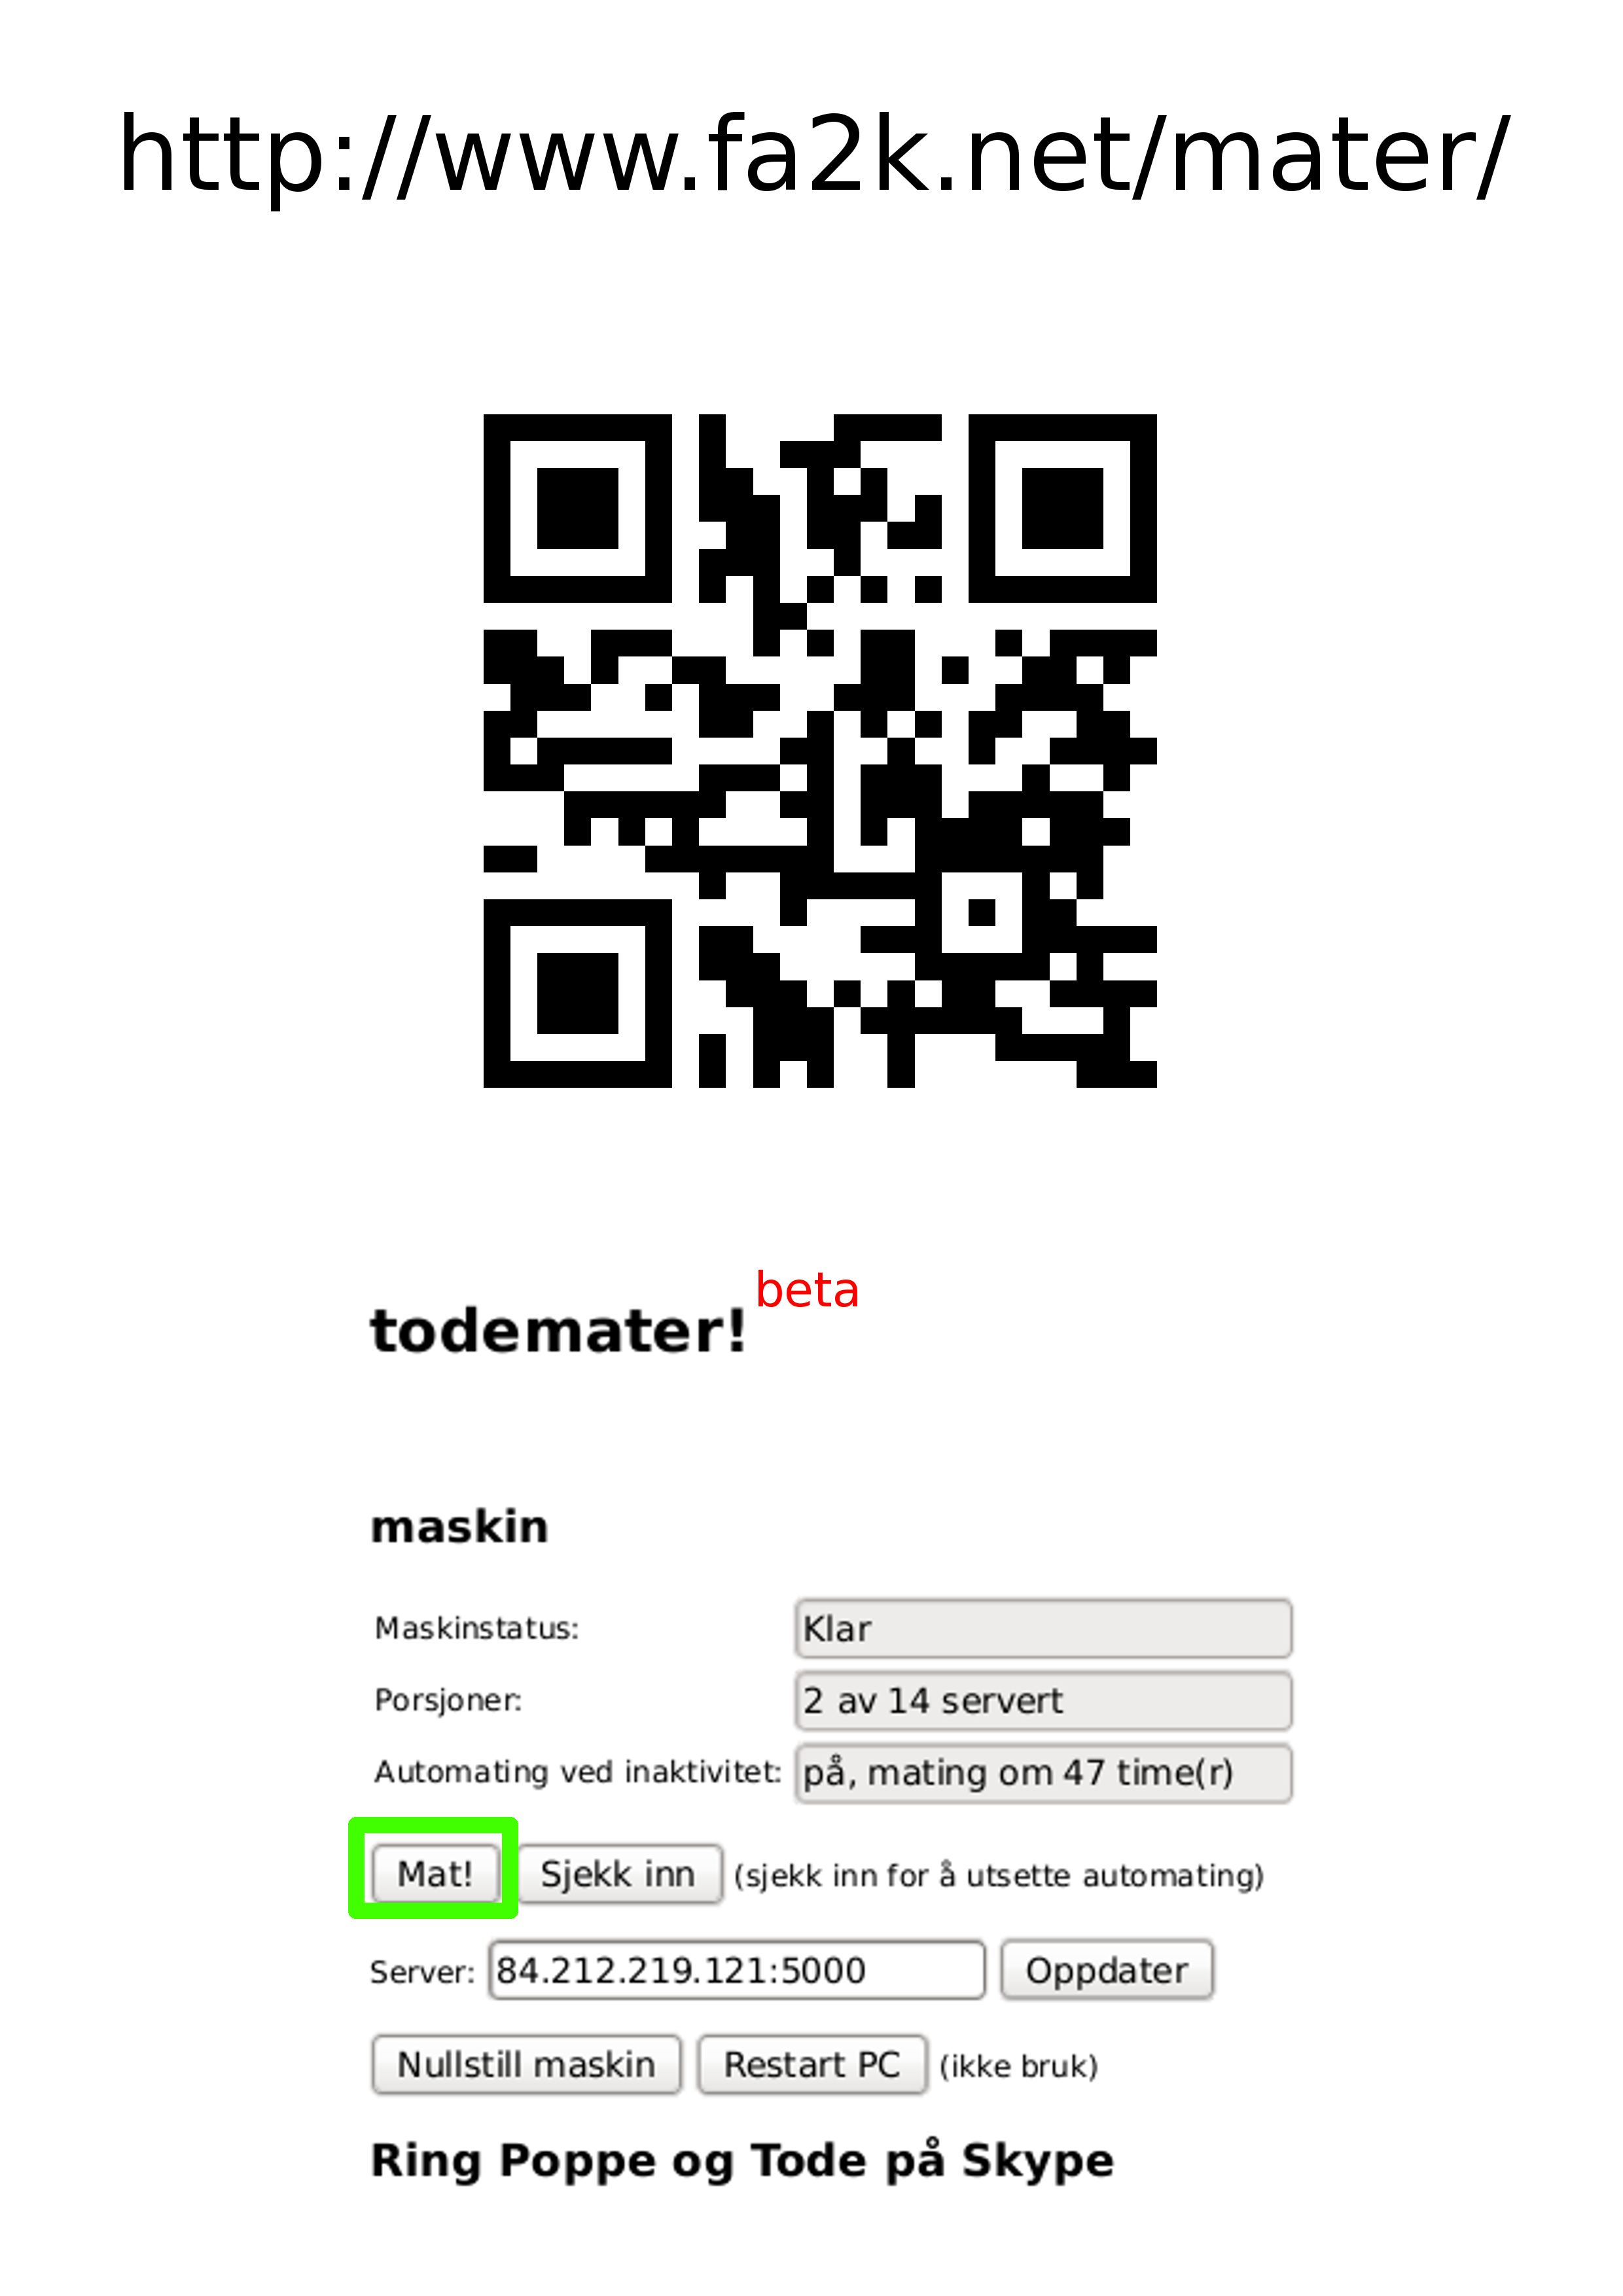 http://www.fa2k.net/mater/
beta
todemater!
maskin
Maskinstatus: Klar
Porsjoner: 2 av 14 servert
Automating ved inaktivitet: på, mating om 47 time(r)
Mat! Sjekk inn (sjekk inn for å utsette automating)
Server: 84.212.219.121:5000 Oppdater
Nullstill maskin Restart PC (ikke bruk)
Ring Poppe og Tode på Skype